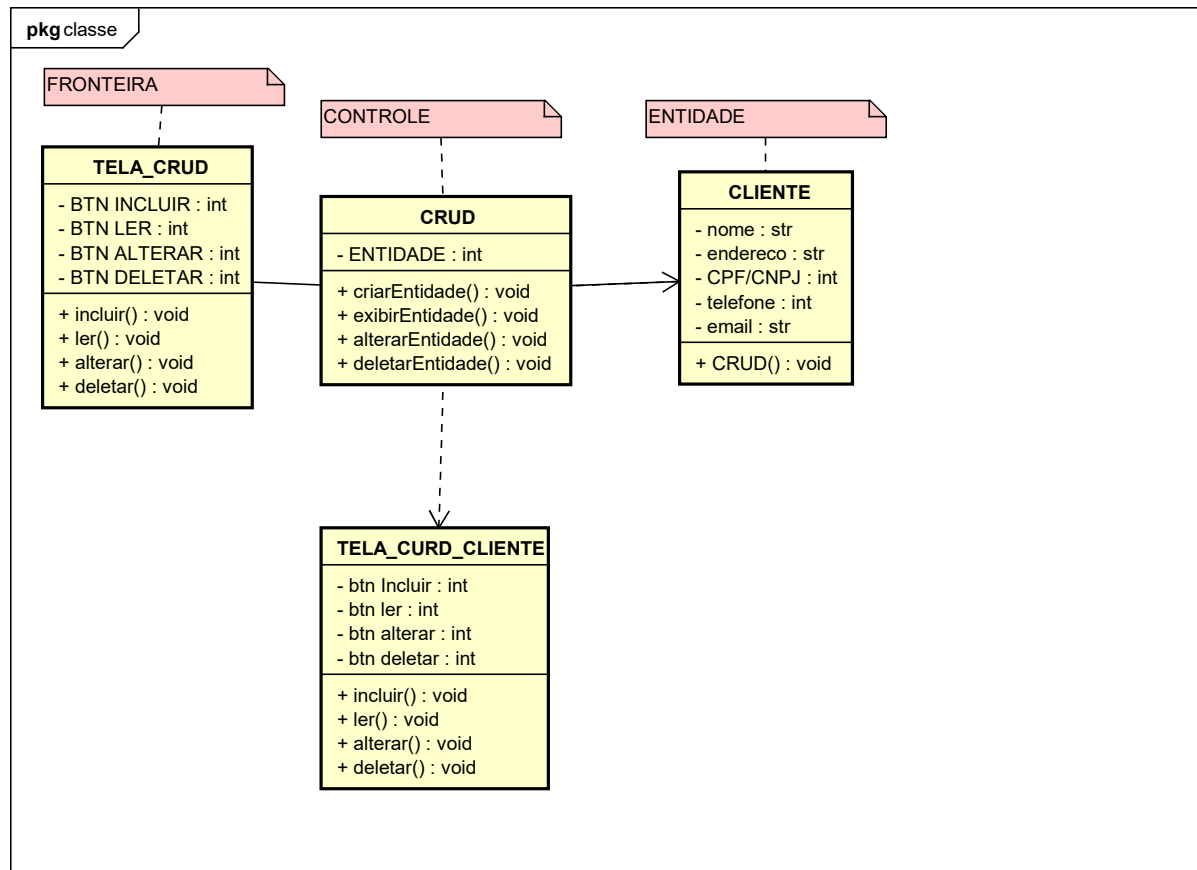 pkg classe
FRONTEIRA
TELA_CRUD
- BTN INCLUIR : int
- BTN LER : int
- BTN ALTERAR : int
- BTN DELETAR : int
+ incluir() : void
+ ler() : void
+ alterar() : void
+ deletar() : void
CONTROLE
CRUD
- ENTIDADE : int
+ criarEntidade() : void
+ exibirEntidade() : void
+ alterarEntidade() : void
+ deletarEntidade() : void
ENTIDADE
CLIENTE
- nome : str
- endereco : str
- CPF/CNPJ : int
- telefone : int
- email : str
+ CRUD() : void
TELA_CURD_CLIENTE
- btn Incluir : int
- btn ler : int
- btn alterar : int
- btn deletar : int
+ incluir() : void
+ ler() : void
+ alterar() : void
+ deletar() : void